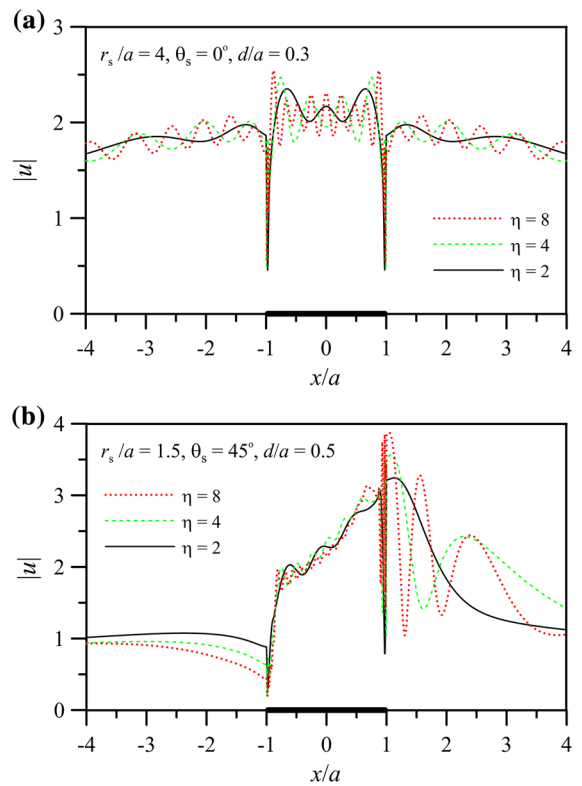 (a)
3
r_s /a = 4, θ_s = 0°, d/a = 0.3
2
|u|
1
η = 8
η = 4
η = 2
0
-4 -3 -2 -1 0 1 2 3 4
x/a
(b)
4
r_s /a = 1.5, θ_s = 45°, d/a = 0.5
η = 8
3
η = 4
η = 2
|u|
2
1
0
-4 -3 -2 -1 0 1 2 3 4
x/a